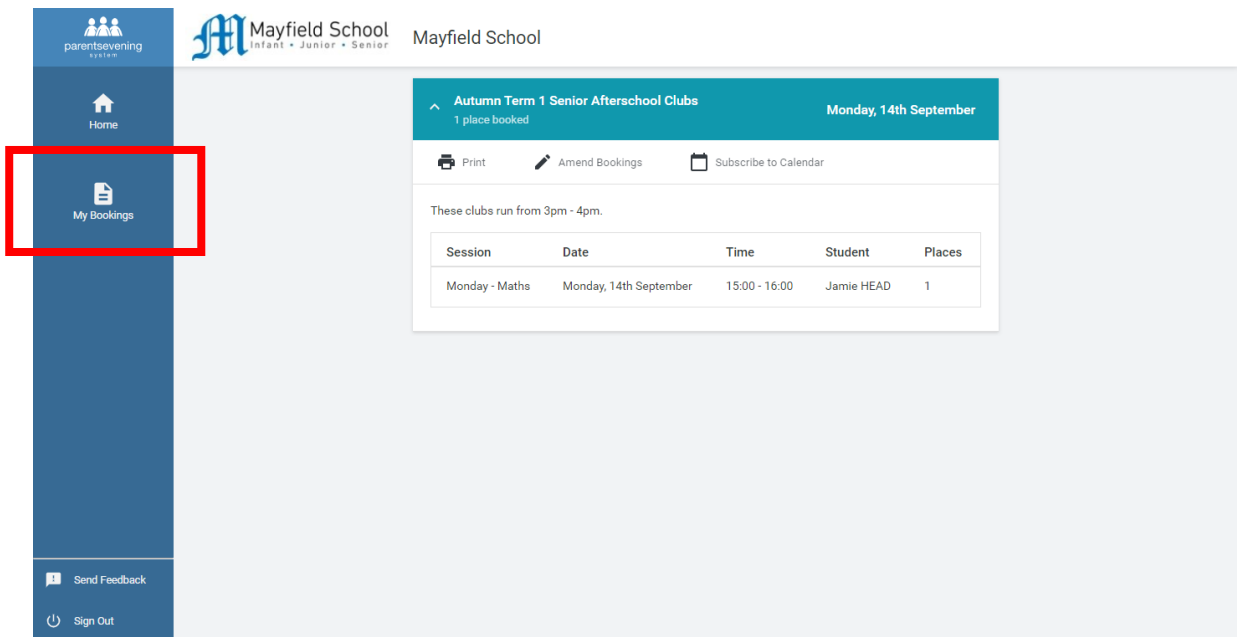 parentsevening
system
Home
My Bookings
Send Feedback
Sign Out
Mayfield School
Infant • Junior • Senior
Mayfield School
Autumn Term 1 Senior Afterschool Clubs
1 place booked
Monday, 14th September
Print Amend Bookings Subscribe to Calendar
These clubs run from 3pm - 4pm.
Session Date Time Student Places
Monday - Maths Monday, 14th September 15:00 - 16:00 Jamie HEAD 1